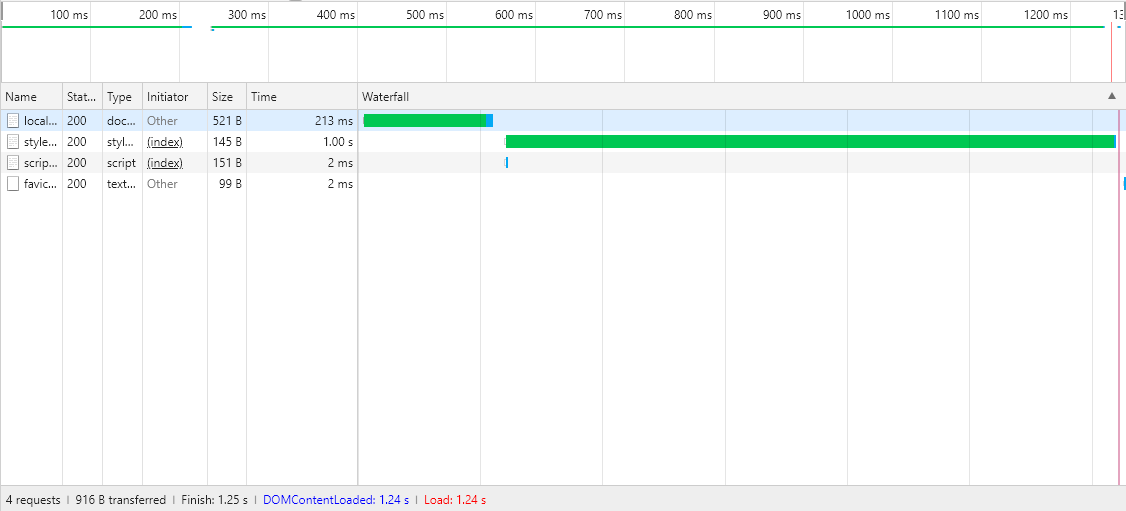 100 ms 200 ms 300 ms 400 ms 500 ms 600 ms 700 ms 800 ms 900 ms 1000 ms 1100 ms 1200 ms 13
Name Stat... Type Initiator Size Time Waterfall ▲
local... 200 doc... Other 521 B 213 ms
style... 200 styl... (index) 145 B 1.00 s
scrip... 200 script (index) 151 B 2 ms
favic... 200 text... Other 99 B 2 ms
4 requests | 916 B transferred | Finish: 1.25 s | DOMContentLoaded: 1.24 s | Load: 1.24 s